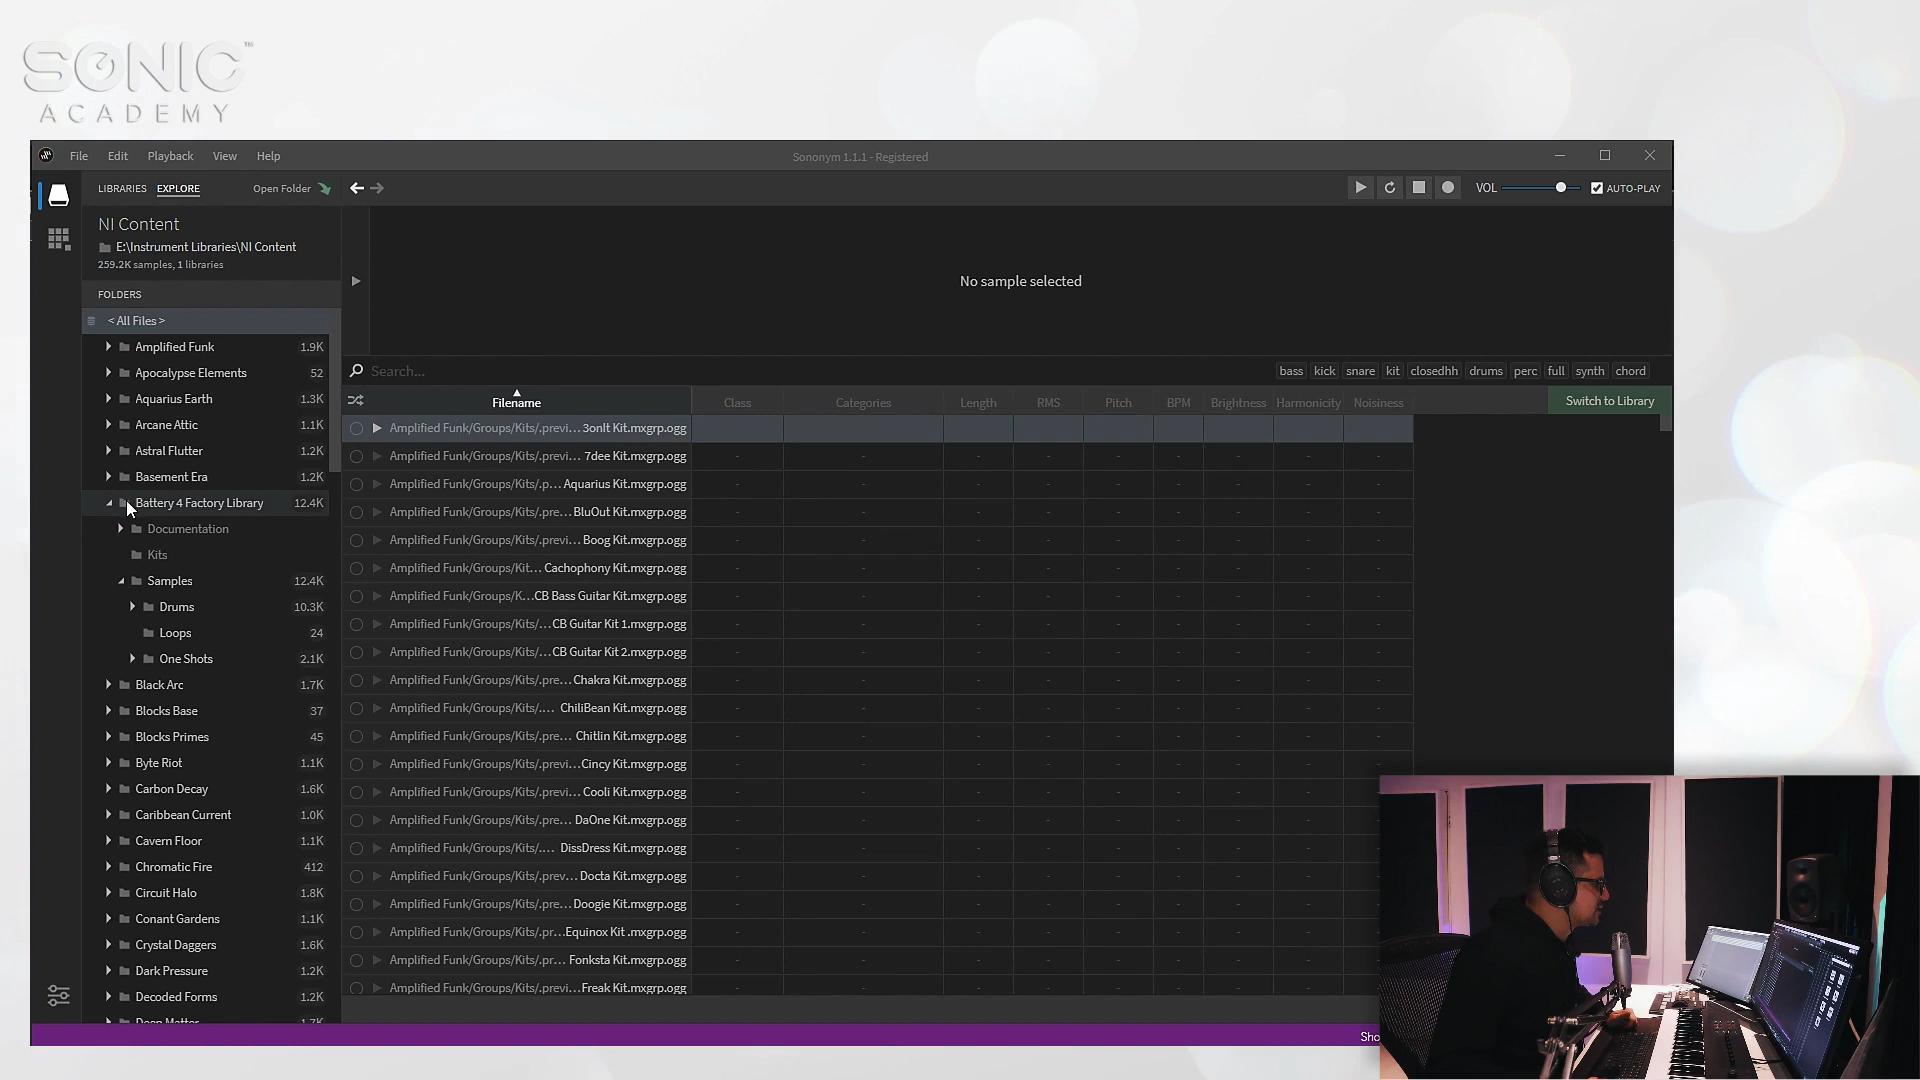 SONIC™
ACADEMY
File Edit Playback View Help
Sononym 1.1.1 - Registered
LIBRARIES EXPLORE Open Folder
VOL AUTO-PLAY
NI Content
E:\Instrument Libraries\NI Content
259.2K samples, 1 libraries
No sample selected
FOLDERS
< All Files >
Amplified Funk 1.9K
Apocalypse Elements 52
Aquarius Earth 1.3K
Arcane Attic 1.1K
Astral Flutter 1.2K
Basement Era 1.2K
Battery 4 Factory Library 12.4K
Documentation
Kits
Samples 12.4K
Drums 10.3K
Loops 24
One Shots 2.1K
Black Arc 1.7K
Blocks Base 37
Blocks Primes 45
Byte Riot 1.1K
Carbon Decay 1.6K
Caribbean Current 1.0K
Cavern Floor 1.1K
Chromatic Fire 412
Circuit Halo 1.8K
Conant Gardens 1.1K
Crystal Daggers 1.6K
Dark Pressure 1.2K
Decoded Forms 1.2K
Deep Matter 1.7K
Search...
bass kick snare kit closedhh drums perc full synth chord
Filename Class Categories Length RMS Pitch BPM Brightness Harmonicity Noisiness
Switch to Library
Amplified Funk/Groups/Kits/.previ... 3onIt Kit.mxgrp.ogg
Amplified Funk/Groups/Kits/.previ... 7dee Kit.mxgrp.ogg - - - - - - - - -
Amplified Funk/Groups/Kits/.p... Aquarius Kit.mxgrp.ogg - - - - - - - - -
Amplified Funk/Groups/Kits/.pre... BluOut Kit.mxgrp.ogg - - - - - - - - -
Amplified Funk/Groups/Kits/.previ... Boog Kit.mxgrp.ogg - - - - - - - - -
Amplified Funk/Groups/Kit... Cachophony Kit.mxgrp.ogg - - - - - - - - -
Amplified Funk/Groups/K...CB Bass Guitar Kit.mxgrp.ogg - - - - - - - - -
Amplified Funk/Groups/Kits/...CB Guitar Kit 1.mxgrp.ogg - - - - - - - - -
Amplified Funk/Groups/Kits/...CB Guitar Kit 2.mxgrp.ogg - - - - - - - - -
Amplified Funk/Groups/Kits/.pre... Chakra Kit.mxgrp.ogg - - - - - - - - -
Amplified Funk/Groups/Kits/.... ChiliBean Kit.mxgrp.ogg - - - - - - - - -
Amplified Funk/Groups/Kits/.pre... Chitlin Kit.mxgrp.ogg - - - - - - - - -
Amplified Funk/Groups/Kits/.previ...Cincy Kit.mxgrp.ogg - - - - - - - - -
Amplified Funk/Groups/Kits/.previ... Cooli Kit.mxgrp.ogg - - - - - - - -
Amplified Funk/Groups/Kits/.pre... DaOne Kit.mxgrp.ogg - - - - - - - -
Amplified Funk/Groups/Kits/.... DissDress Kit.mxgrp.ogg - - - - - - - -
Amplified Funk/Groups/Kits/.prev... Docta Kit.mxgrp.ogg - - - - - - - -
Amplified Funk/Groups/Kits/.pre... Doogie Kit.mxgrp.ogg - - - - - - - -
Amplified Funk/Groups/Kits/.pr...Equinox Kit .mxgrp.ogg - - - - - - - -
Amplified Funk/Groups/Kits/.pr... Fonksta Kit.mxgrp.ogg - - - - - - - -
Amplified Funk/Groups/Kits/.previ...Freak Kit.mxgrp.ogg - - - - - - - -
Sho